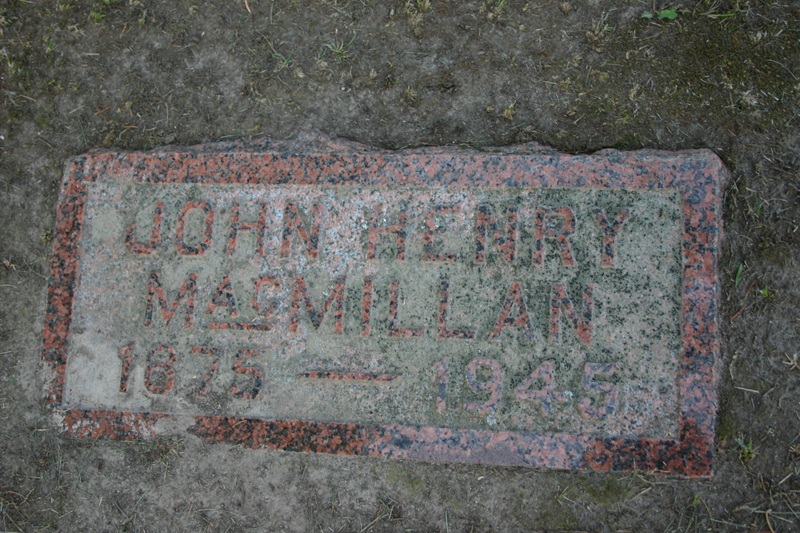 JOHN HENRY
MacMILLAN
1875 — 1945